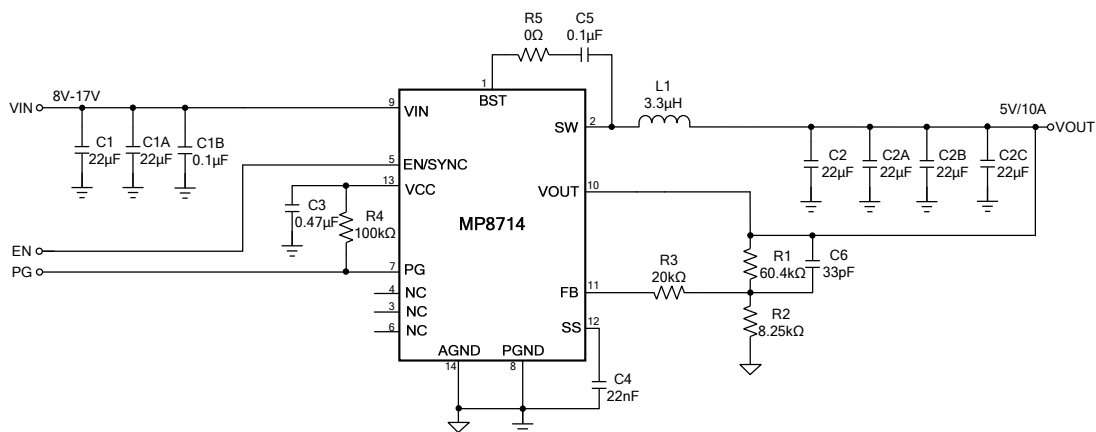 R5
0Ω
C5
0.1µF
1
BST
VIN
8V-17V
9
VIN
C1
22µF
C1A
22µF
C1B
0.1µF
SW
2
L1
3.3µH
5V/10A
VOUT
C2
22µF
C2A
22µF
C2B
22µF
C2C
22µF
5
EN/SYNC
13
VCC
VOUT
10
C3
0.47µF
R4
100kΩ
MP8714
EN
PG
7
PG
4
NC
3
NC
6
NC
FB
11
R3
20kΩ
R1
60.4kΩ
C6
33pF
R2
8.25kΩ
SS
12
AGND
14
PGND
8
C4
22nF